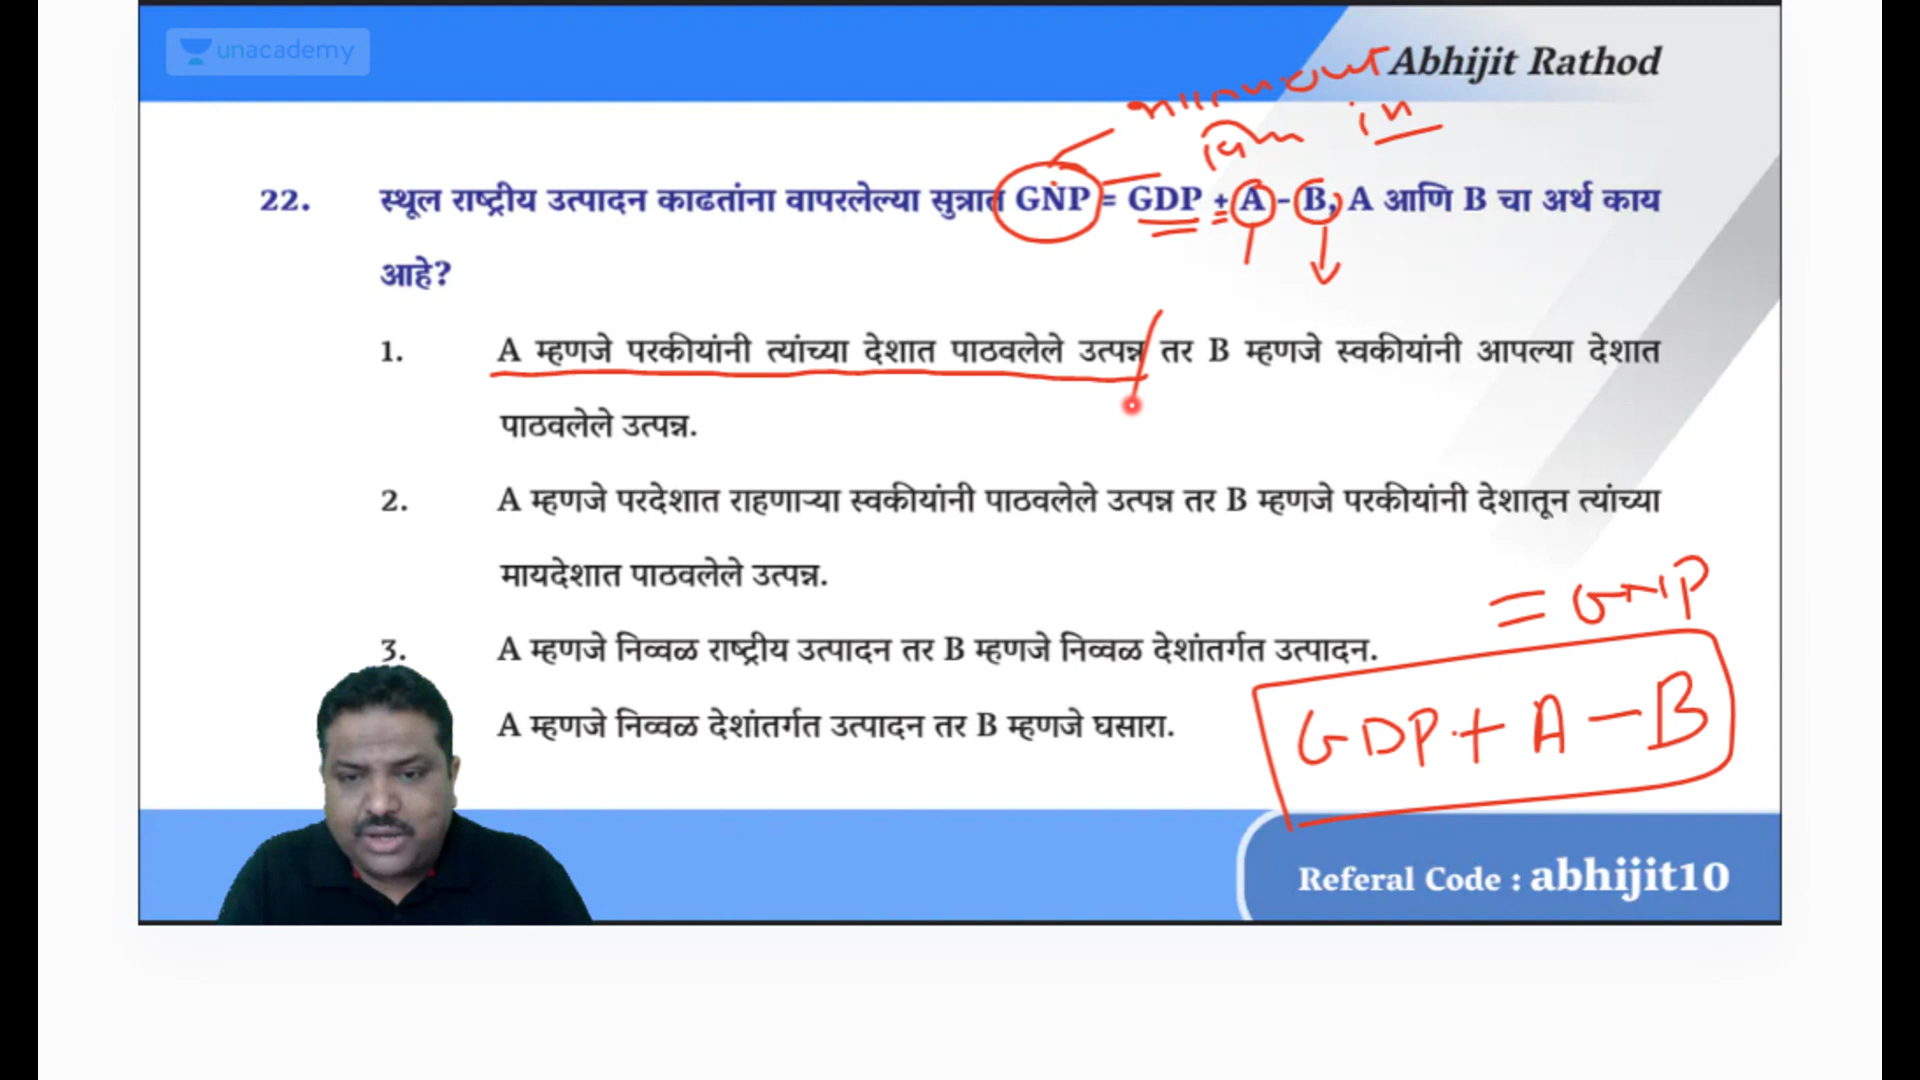 unacademy
Abhijit Rathod
in
22. स्थूल राष्ट्रीय उत्पादन काढतांना वापरलेल्या सुत्रात GNP = GDP + A - B, A आणि B चा अर्थ काय
आहे?
1. A म्हणजे परकीयांनी त्यांच्या देशात पाठवलेले उत्पन्न तर B म्हणजे स्वकीयांनी आपल्या देशात
पाठवलेले उत्पन्न.
2. A म्हणजे परदेशात राहणाऱ्या स्वकीयांनी पाठवलेले उत्पन्न तर B म्हणजे परकीयांनी देशातून त्यांच्या
मायदेशात पाठवलेले उत्पन्न.
= GNP
3. A म्हणजे निव्वळ राष्ट्रीय उत्पादन तर B म्हणजे निव्वळ देशांतर्गत उत्पादन.
A म्हणजे निव्वळ देशांतर्गत उत्पादन तर B म्हणजे घसारा.
GDP + A - B
Referal Code : abhijit10